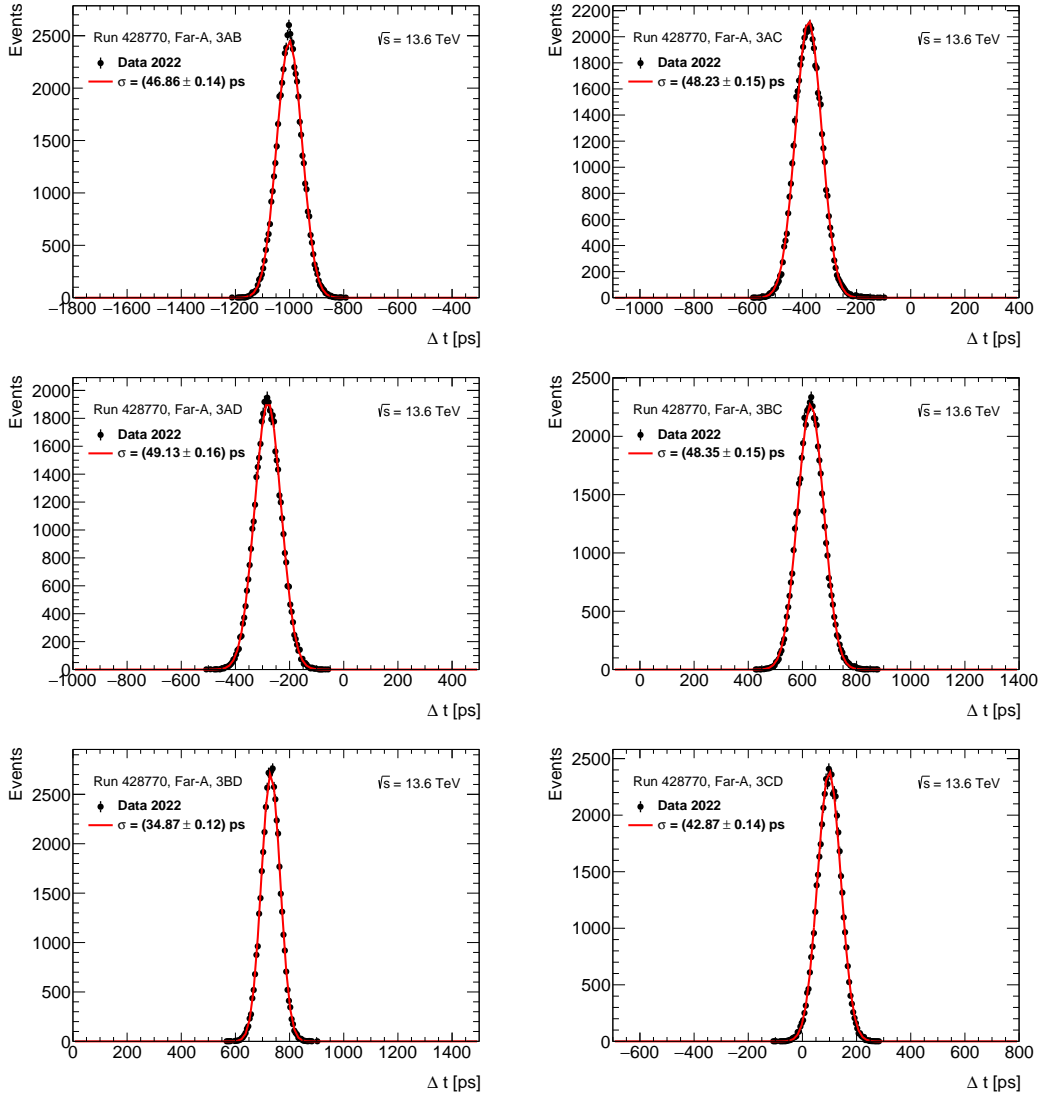 Events
Run 428770, Far-A, 3AB
√s = 13.6 TeV
Data 2022
σ = (46.86 ± 0.14) ps
2500
2000
1500
1000
500
0
−1800 −1600 −1400 −1200 −1000 −800 −600 −400
Δ t [ps]
Events
Run 428770, Far-A, 3AC
√s = 13.6 TeV
Data 2022
σ = (48.23 ± 0.15) ps
2200
2000
1800
1600
1400
1200
1000
800
600
400
200
0
−1000 −800 −600 −400 −200 0 200 400
Δ t [ps]
Events
Run 428770, Far-A, 3AD
√s = 13.6 TeV
Data 2022
σ = (49.13 ± 0.16) ps
2000
1800
1600
1400
1200
1000
800
600
400
200
0
−1000 −800 −600 −400 −200 0 200 400
Δ t [ps]
Events
Run 428770, Far-A, 3BC
√s = 13.6 TeV
Data 2022
σ = (48.35 ± 0.15) ps
2500
2000
1500
1000
500
0
0 200 400 600 800 1000 1200 1400
Δ t [ps]
Events
Run 428770, Far-A, 3BD
√s = 13.6 TeV
Data 2022
σ = (34.87 ± 0.12) ps
2500
2000
1500
1000
500
0
0 200 400 600 800 1000 1200 1400
Δ t [ps]
Events
Run 428770, Far-A, 3CD
√s = 13.6 TeV
Data 2022
σ = (42.87 ± 0.14) ps
2500
2000
1500
1000
500
0
−600 −400 −200 0 200 400 600 800
Δ t [ps]